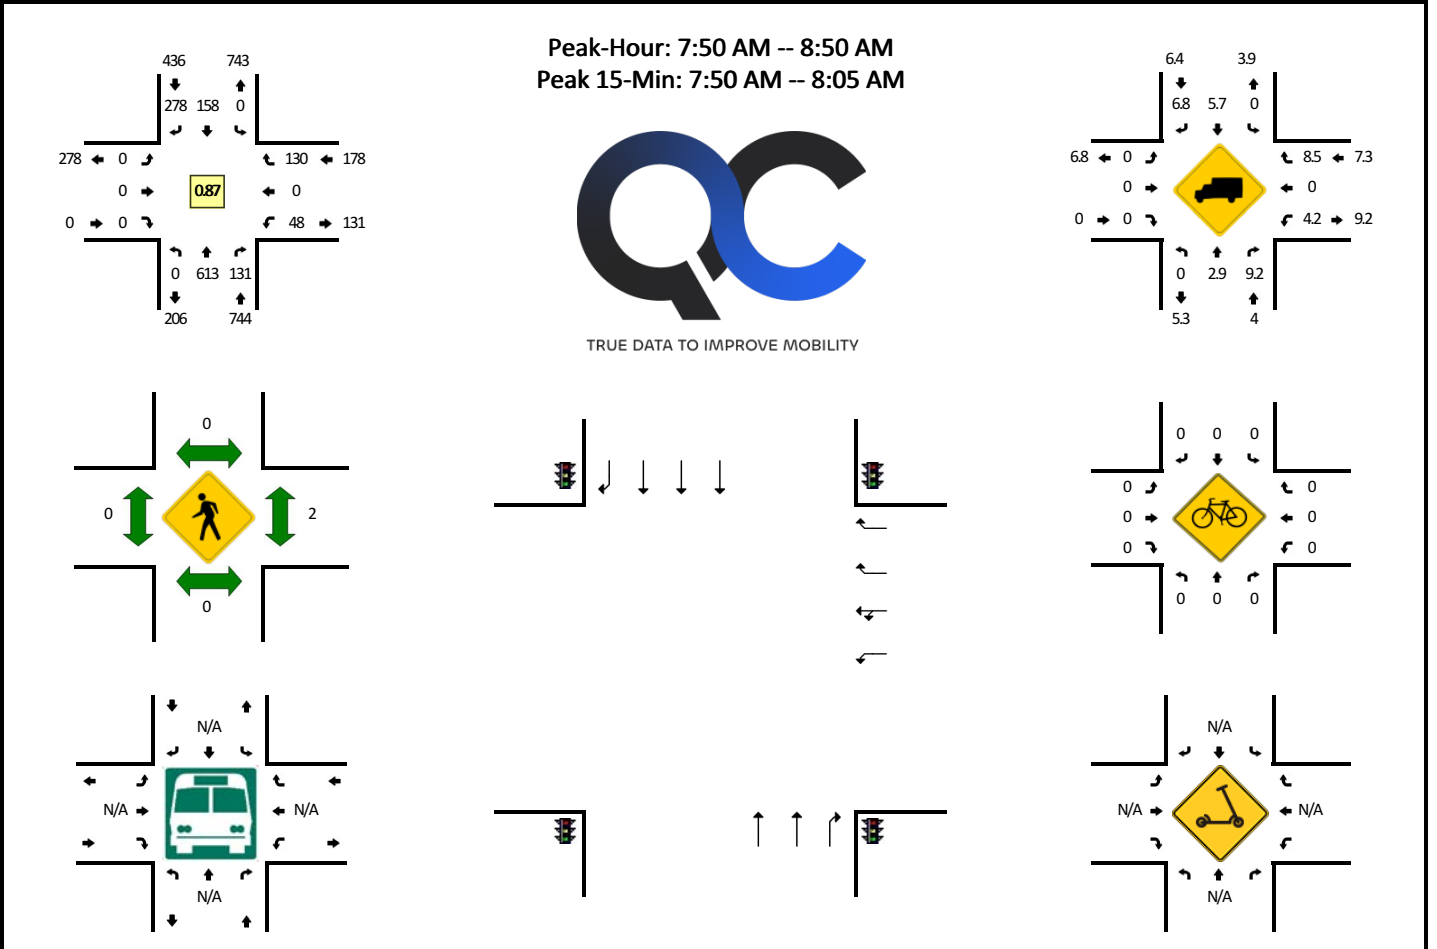 Peak-Hour: 7:50 AM -- 8:50 AM
Peak 15-Min: 7:50 AM -- 8:05 AM
436 743
278 158 0
278 0 130 178
0 0.87 0
0 0 48 131
0 613 131
206 744
TRUE DATA TO IMPROVE MOBILITY
6.4 3.9
6.8 5.7 0
6.8 0 8.5 7.3
0 0
0 0 4.2 9.2
0 2.9 9.2
5.3 4
0
0 2
0
0 0 0
0 0
0 0
0 0
0 0 0
N/A
N/A N/A
N/A
N/A
N/A N/A
N/A